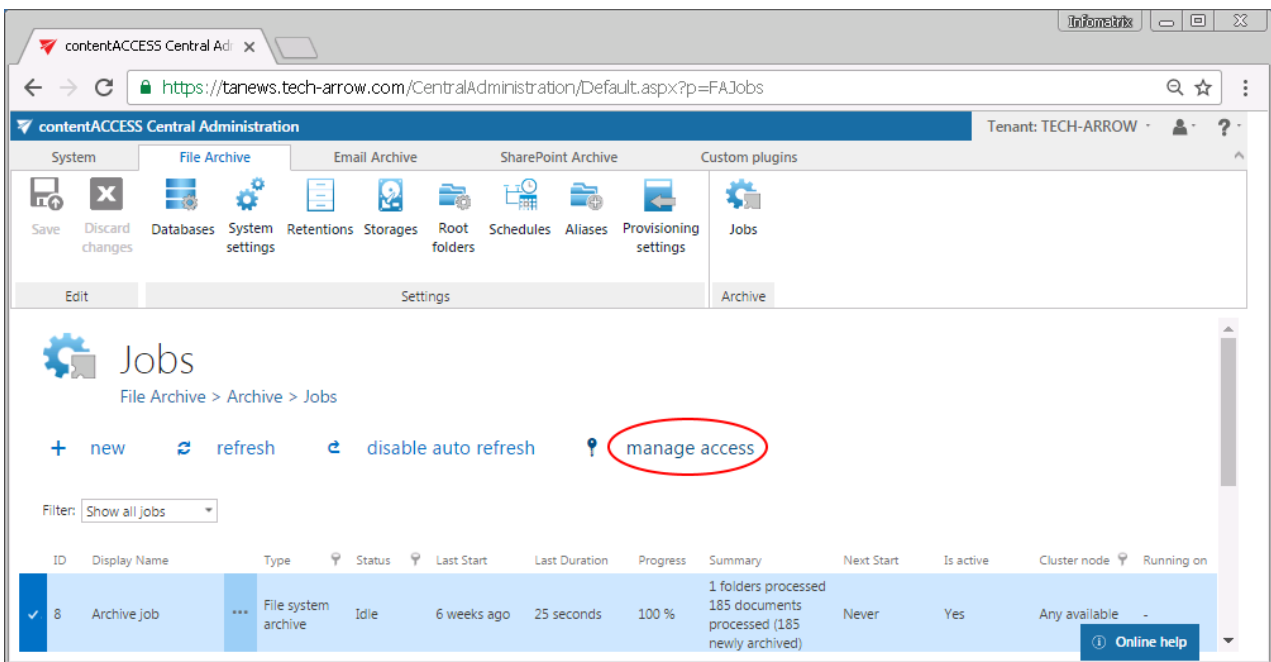 Infomatrix
contentACCESS Central Adr
https://tanews.tech-arrow.com/CentralAdministration/Default.aspx?p=FAJobs
contentACCESS Central Administration
Tenant: TECH-ARROW
?
System File Archive Email Archive SharePoint Archive Custom plugins
Save Discard changes Databases System settings Retentions Storages Root folders Schedules Aliases Provisioning settings Jobs
Edit Settings Archive
Jobs
File Archive > Archive > Jobs
+ new refresh disable auto refresh manage access
Filter: Show all jobs
ID Display Name Type Status Last Start Last Duration Progress Summary Next Start Is active Cluster node Running on
8 Archive job ... File system archive Idle 6 weeks ago 25 seconds 100 % 1 folders processed 185 documents processed (185 newly archived) Never Yes Any available -
Online help